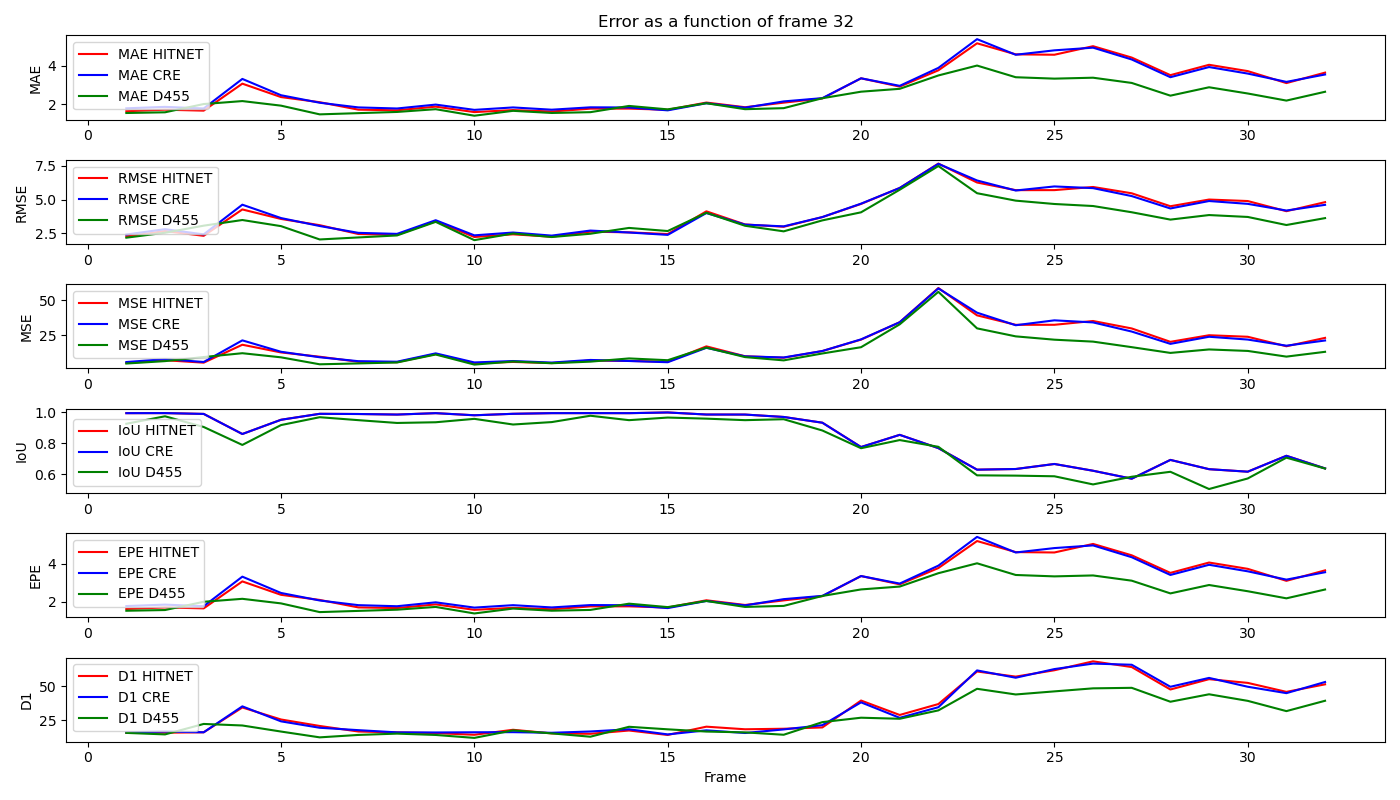 Error as a function of frame 32
MAE
4
2
MAE HITNET
MAE CRE
MAE D455
0 5 10 15 20 25 30
RMSE
7.5
5.0
2.5
RMSE HITNET
RMSE CRE
RMSE D455
0 5 10 15 20 25 30
MSE
50
25
MSE HITNET
MSE CRE
MSE D455
0 5 10 15 20 25 30
IoU
1.0
0.8
0.6
IoU HITNET
IoU CRE
IoU D455
0 5 10 15 20 25 30
EPE
4
2
EPE HITNET
EPE CRE
EPE D455
0 5 10 15 20 25 30
D1
50
25
D1 HITNET
D1 CRE
D1 D455
0 5 10 15 20 25 30
Frame